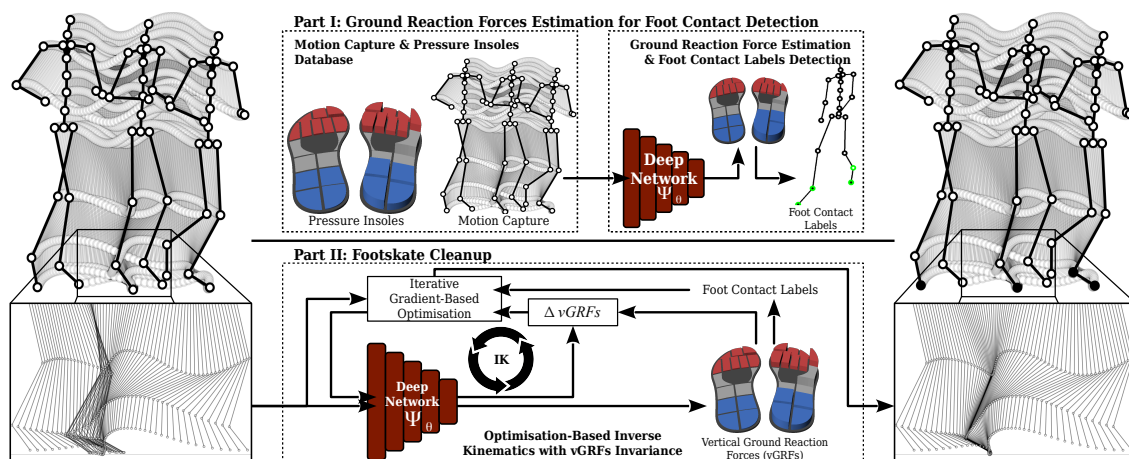 Part I: Ground Reaction Forces Estimation for Foot Contact Detection
Motion Capture & Pressure Insoles
Database
Pressure Insoles
Motion Capture
Ground Reaction Force Estimation
& Foot Contact Labels Detection
Deep
Network
Ψθ
Foot Contact
Labels
Part II: Footskate Cleanup
Iterative
Gradient-Based
Optimisation
Δ vGRFs
Foot Contact Labels
IK
Deep
Network
Ψθ
Optimisation-Based Inverse
Kinematics with vGRFs Invariance
Vertical Ground Reaction
Forces (vGRFs)